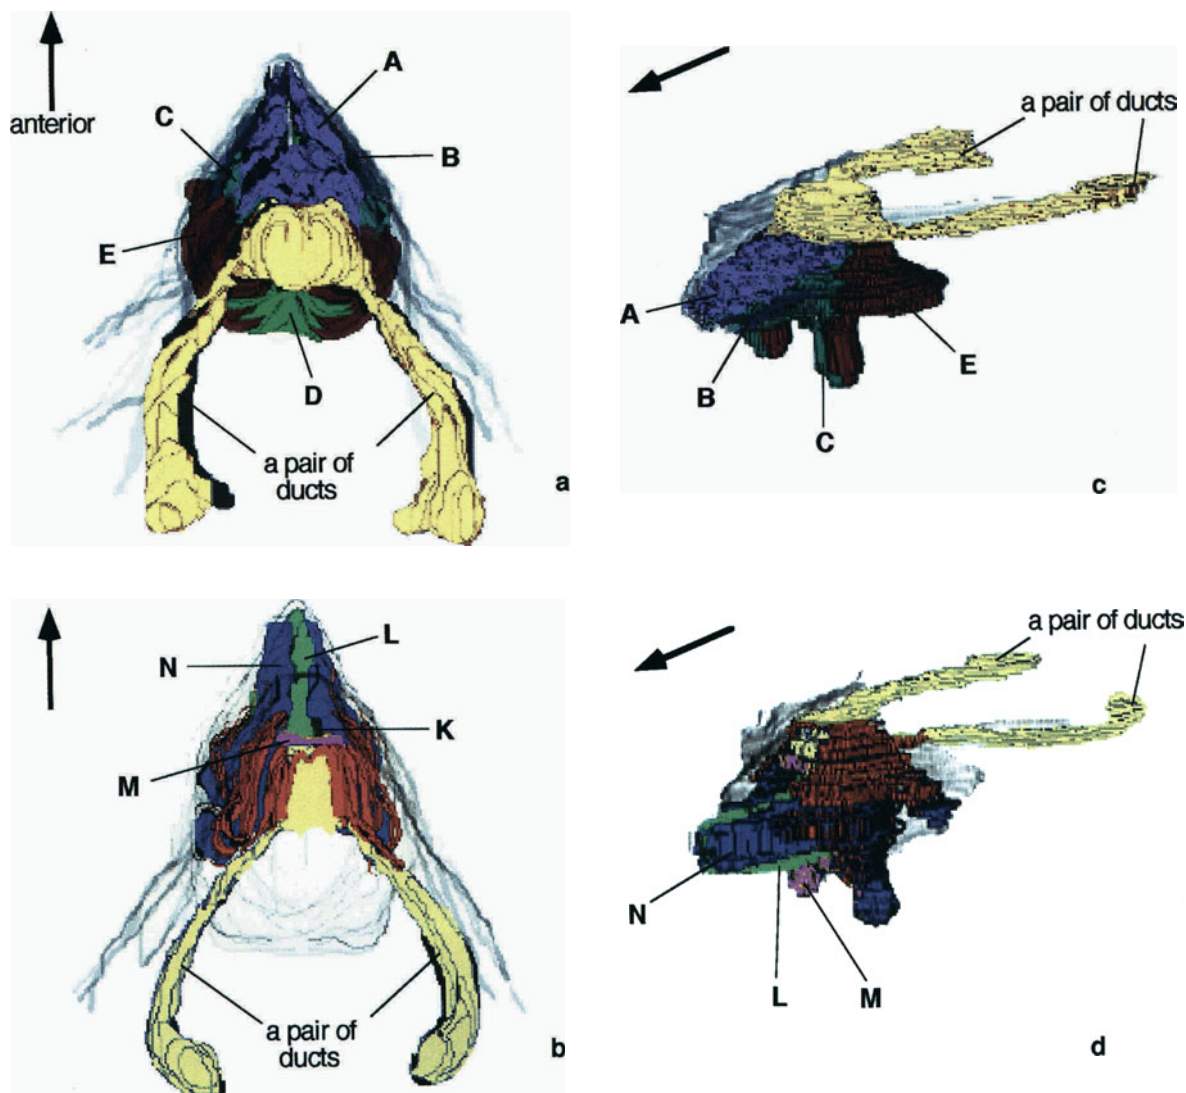 anterior
A
C
B
E
D
a pair of
ducts
a
a pair of ducts
A
B
C
E
c
L
N
K
M
a pair of
ducts
b
a pair of ducts
N
L
M
d